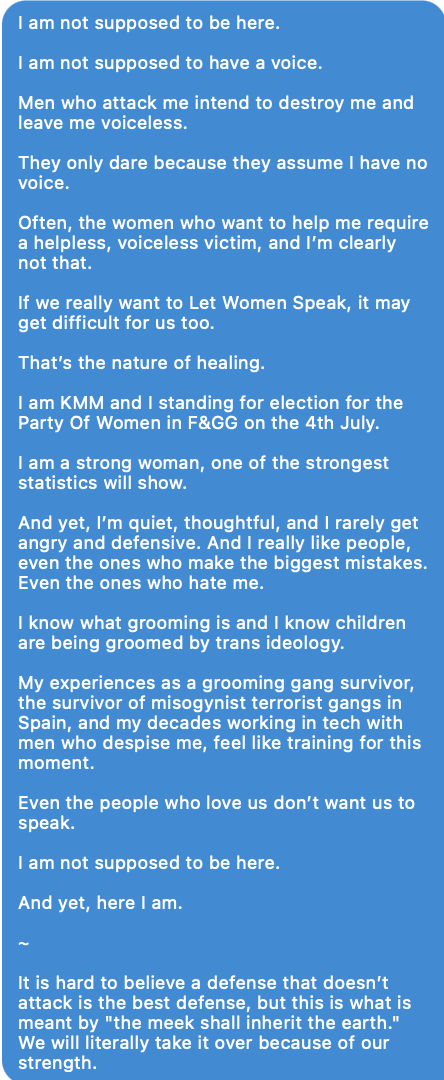 I am not supposed to be here.
I am not supposed to have a voice.
Men who attack me intend to destroy me and
leave me voiceless.
They only dare because they assume I have no
voice.
Often, the women who want to help me require
a helpless, voiceless victim, and I’m clearly
not that.
If we really want to Let Women Speak, it may
get difficult for us too.
That’s the nature of healing.
I am KMM and I standing for election for the
Party Of Women in F&GG on the 4th July.
I am a strong woman, one of the strongest
statistics will show.
And yet, I’m quiet, thoughtful, and I rarely get
angry and defensive. And I really like people,
even the ones who make the biggest mistakes.
Even the ones who hate me.
I know what grooming is and I know children
are being groomed by trans ideology.
My experiences as a grooming gang survivor,
the survivor of misogynist terrorist gangs in
Spain, and my decades working in tech with
men who despise me, feel like training for this
moment.
Even the people who love us don’t want us to
speak.
I am not supposed to be here.
And yet, here I am.
~
It is hard to believe a defense that doesn’t
attack is the best defense, but this is what is
meant by "the meek shall inherit the earth."
We will literally take it over because of our
strength.